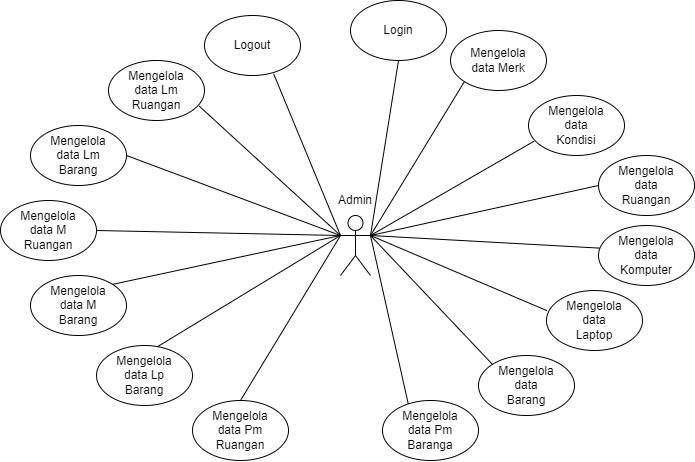 Logout
Login
Mengelola
data Merk
Mengelola
data Lm
Ruangan
Mengelola
data
Kondisi
Mengelola
data Lm
Barang
Mengelola
data
Ruangan
Admin
Mengelola
data M
Ruangan
Mengelola
data
Komputer
Mengelola
data M
Barang
Mengelola
data
Laptop
Mengelola
data Lp
Barang
Mengelola
data
Barang
Mengelola
data Pm
Ruangan
Mengelola
data Pm
Baranga